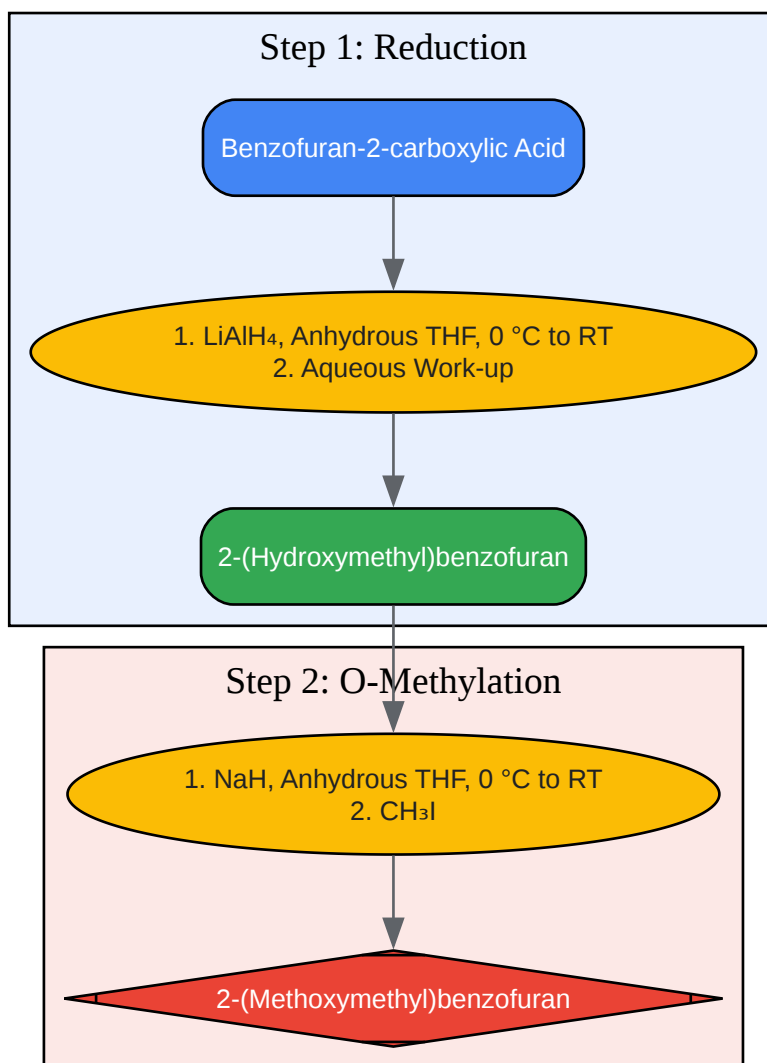 Step 1: Reduction
Benzofuran-2-carboxylic Acid
1. LiAlH₄, Anhydrous THF, 0 °C to RT
2. Aqueous Work-up
2-(Hydroxymethyl)benzofuran
Step 2: O-Methylation
1. NaH, Anhydrous THF, 0 °C to RT
2. CH₃I
2-(Methoxymethyl)benzofuran